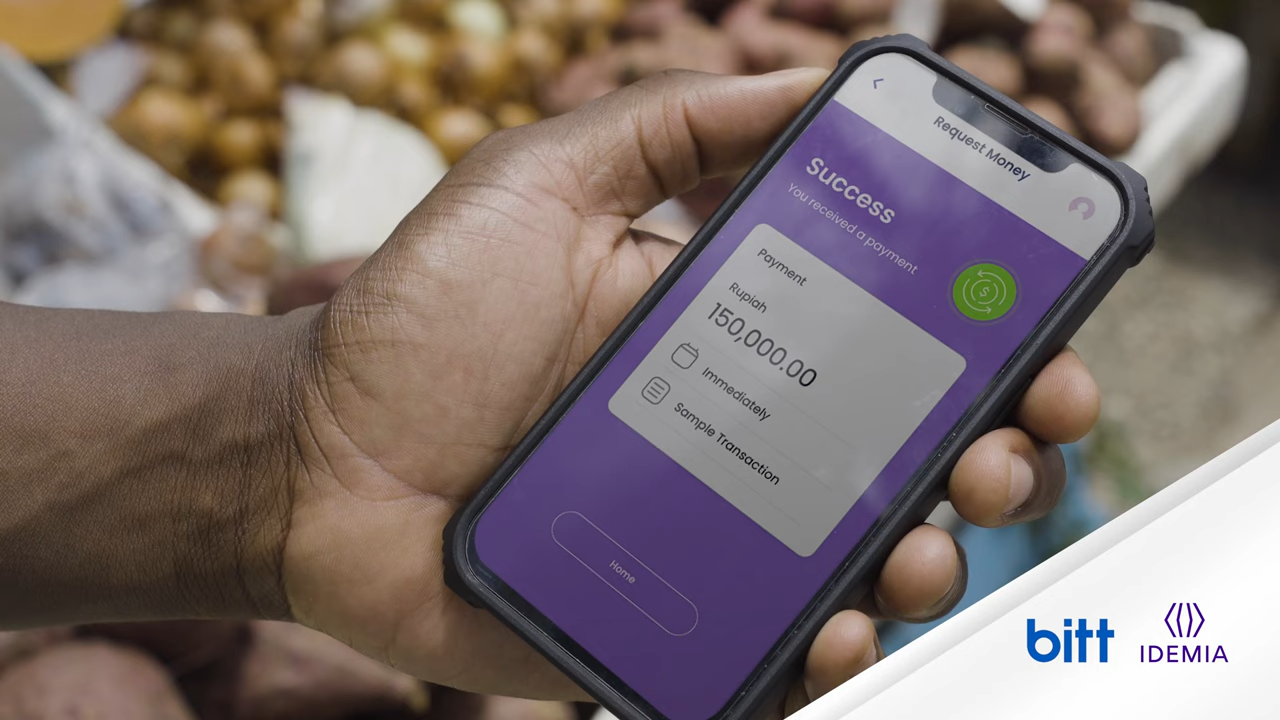 Request Money
Success
You received a payment
Payment
Rupiah
150,000.00
Immediately
Sample Transaction
Home
bitt
IDEMIA